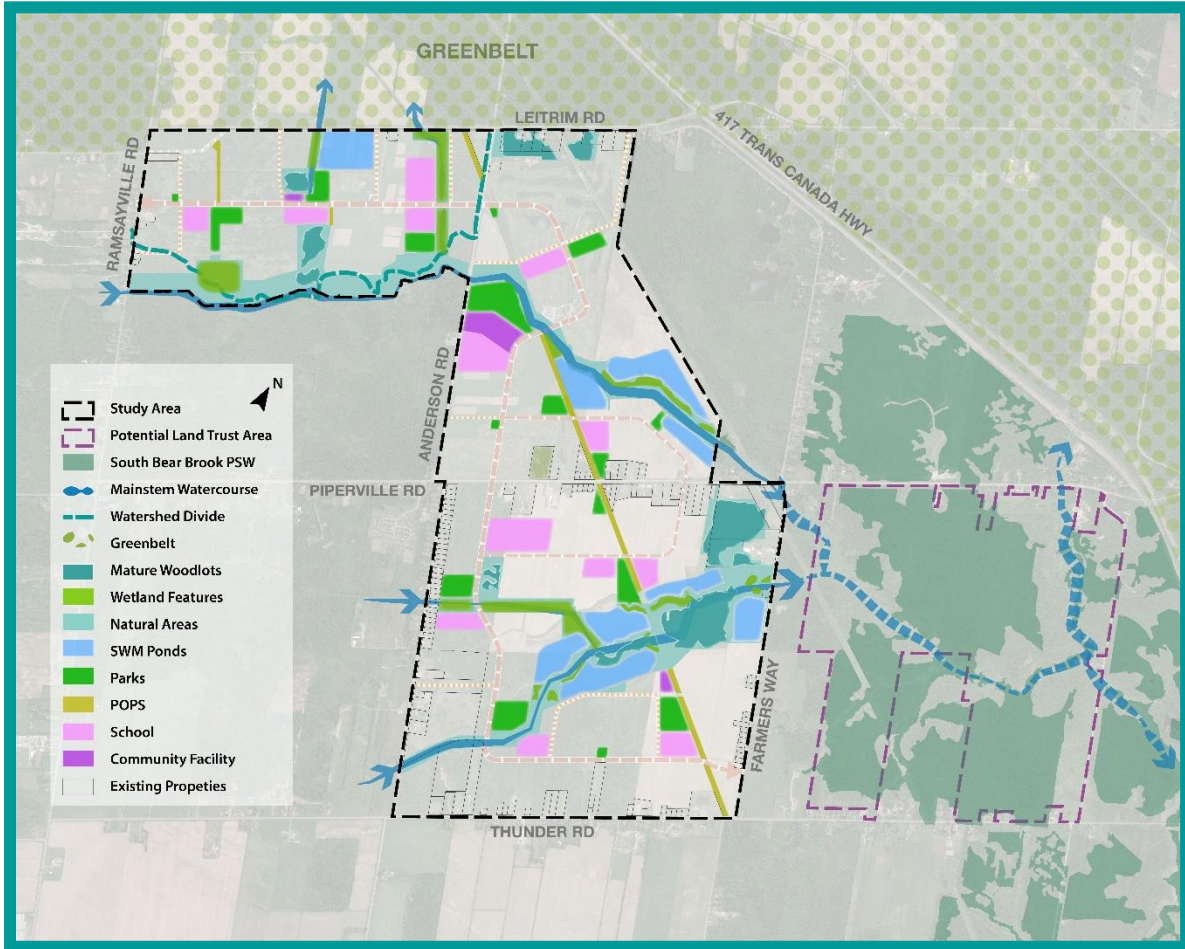 GREENBELT
LEITRIM RD
417 TRANS CANADA HWY
RAMSAYVILLE RD
ANDERSON RD
PIPERVILLE RD
FARMERS WAY
THUNDER RD
N
Study Area
Potential Land Trust Area
South Bear Brook PSW
Mainstem Watercourse
Watershed Divide
Greenbelt
Mature Woodlots
Wetland Features
Natural Areas
SWM Ponds
Parks
POPS
School
Community Facility
Existing Propeties